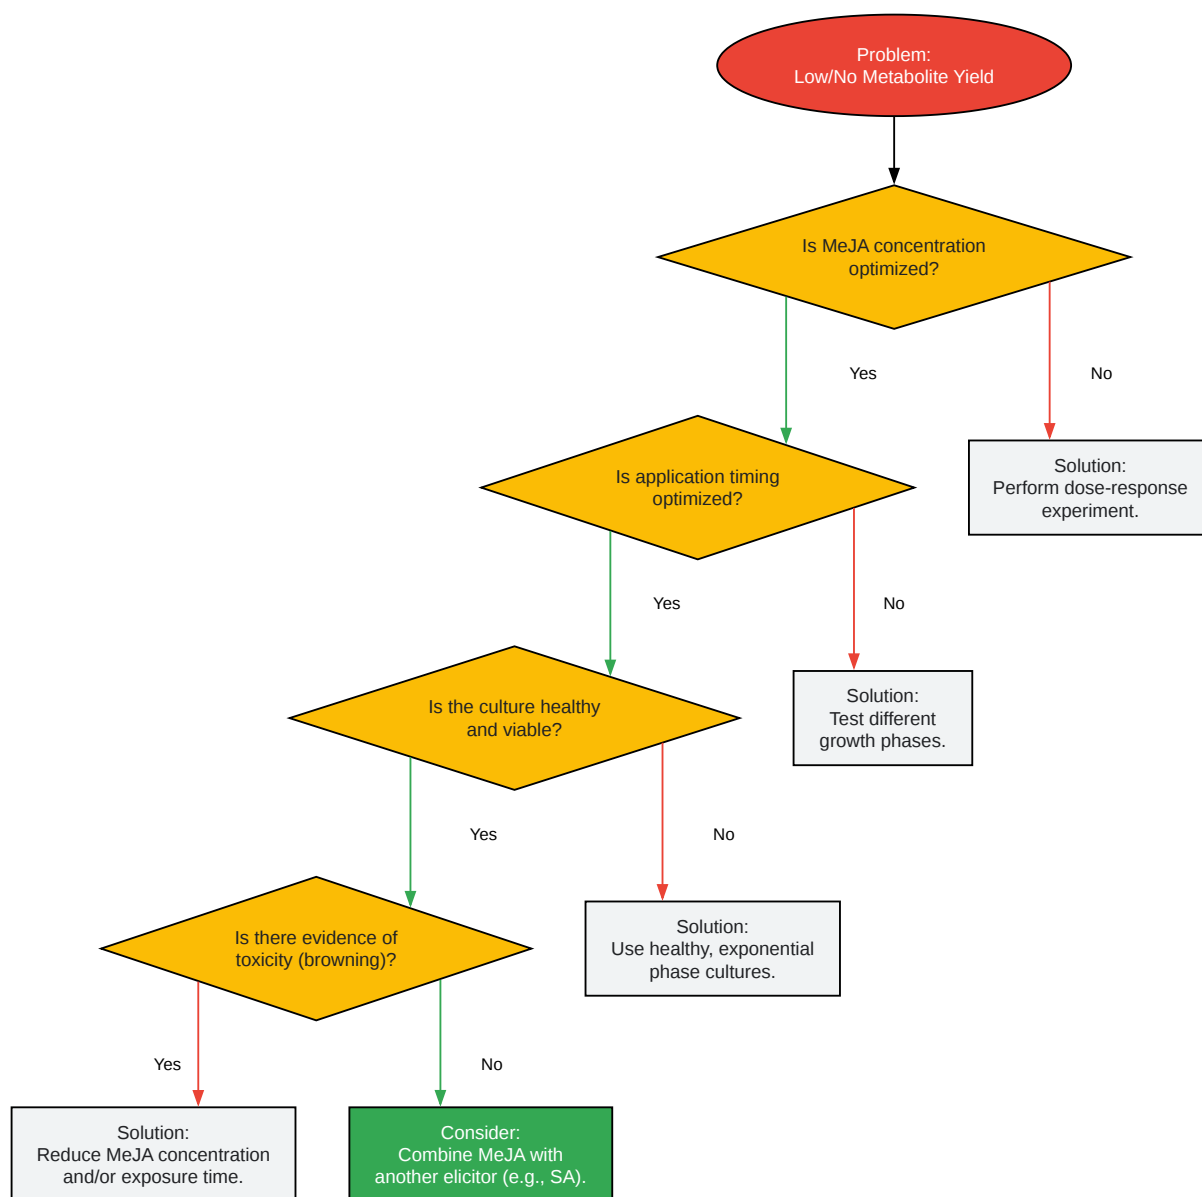 Problem:
Low/No Metabolite Yield
Is MeJA concentration
optimized?
Yes
No
Is application timing
optimized?
Solution:
Perform dose-response
experiment.
Yes
No
Is the culture healthy
and viable?
Solution:
Test different
growth phases.
Yes
No
Is there evidence of
toxicity (browning)?
Solution:
Use healthy, exponential
phase cultures.
Yes
No
Solution:
Reduce MeJA concentration
and/or exposure time.
Consider:
Combine MeJA with
another elicitor (e.g., SA).